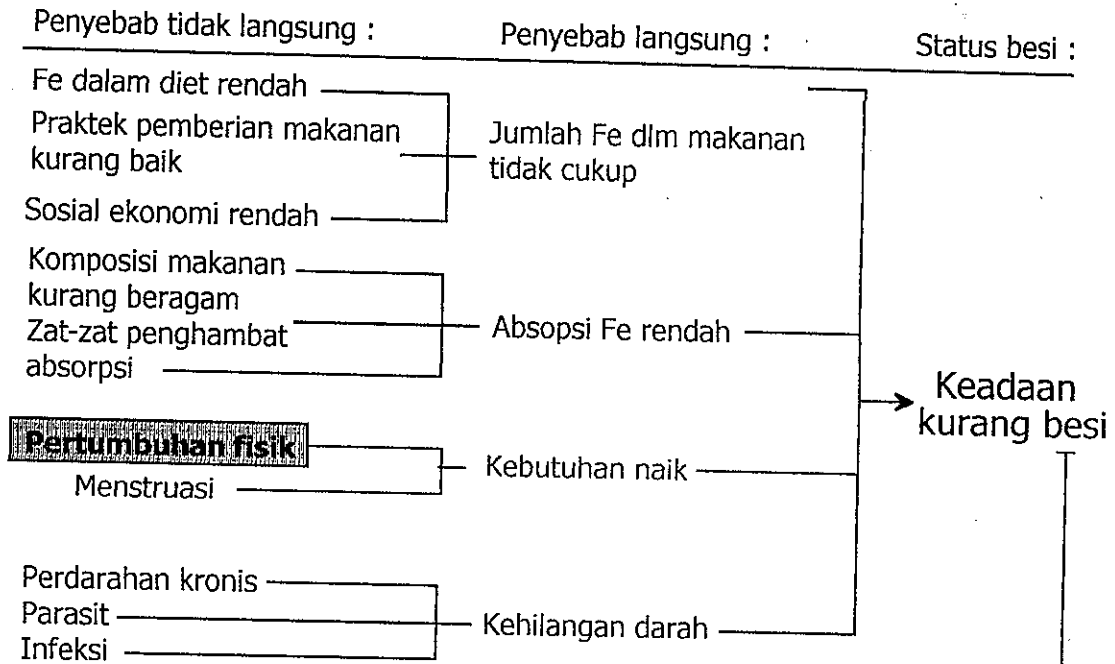 Penyebab tidak langsung :
Penyebab langsung :
Status besi :
Fe dalam diet rendah
Praktek pemberian makanan
kurang baik
Sosial ekonomi rendah
Jumlah Fe dlm makanan
tidak cukup
Komposisi makanan
kurang beragam
Zat-zat penghambat
absorpsi
Absopsi Fe rendah
Keadaan
kurang besi
Pertumbuhan fisik
Menstruasi
Kebutuhan naik
Perdarahan kronis
Parasit
Infeksi
Kehilangan darah